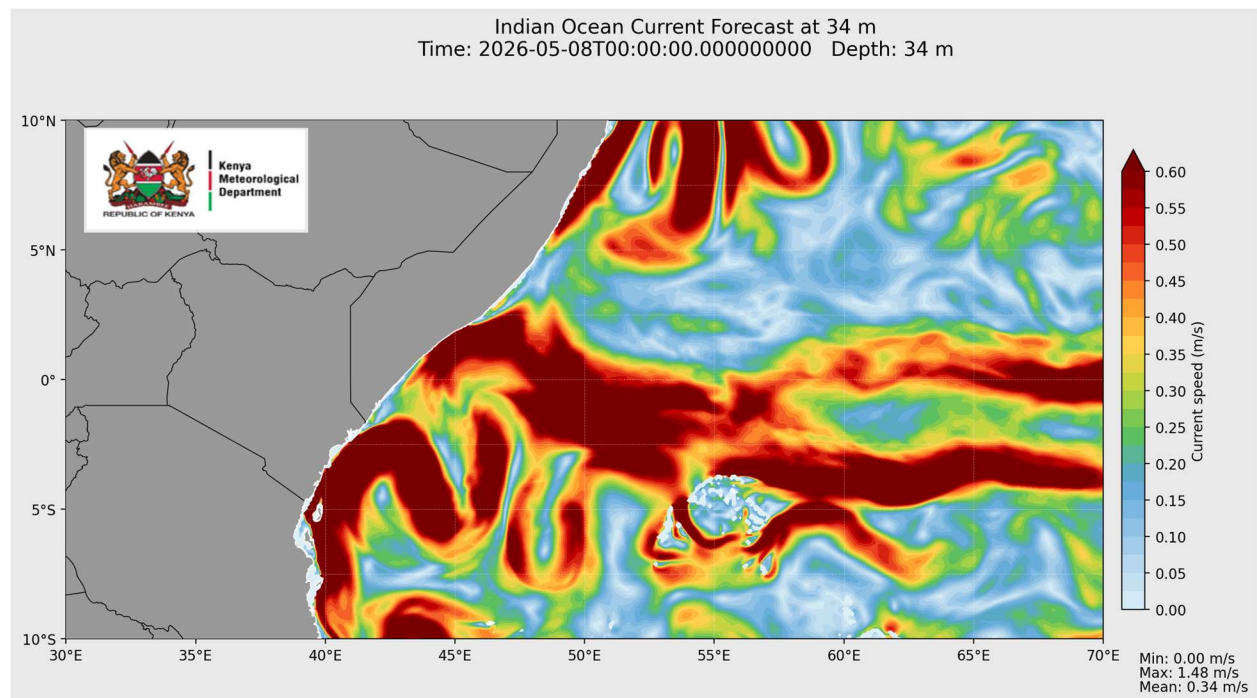 Indian Ocean Current Forecast at 34 m
Time: 2026-05-08T00:00:00.000000000   Depth: 34 m
10°N
5°N
0°
5°S
10°S
30°E
35°E
40°E
45°E
50°E
55°E
60°E
65°E
70°E
Kenya
Meteorological
Department
REPUBLIC OF KENYA
0.60
0.55
0.50
0.45
0.40
0.35
0.30
0.25
0.20
0.15
0.10
0.05
0.00
Current speed (m/s)
Min: 0.00 m/s
Max: 1.48 m/s
Mean: 0.34 m/s